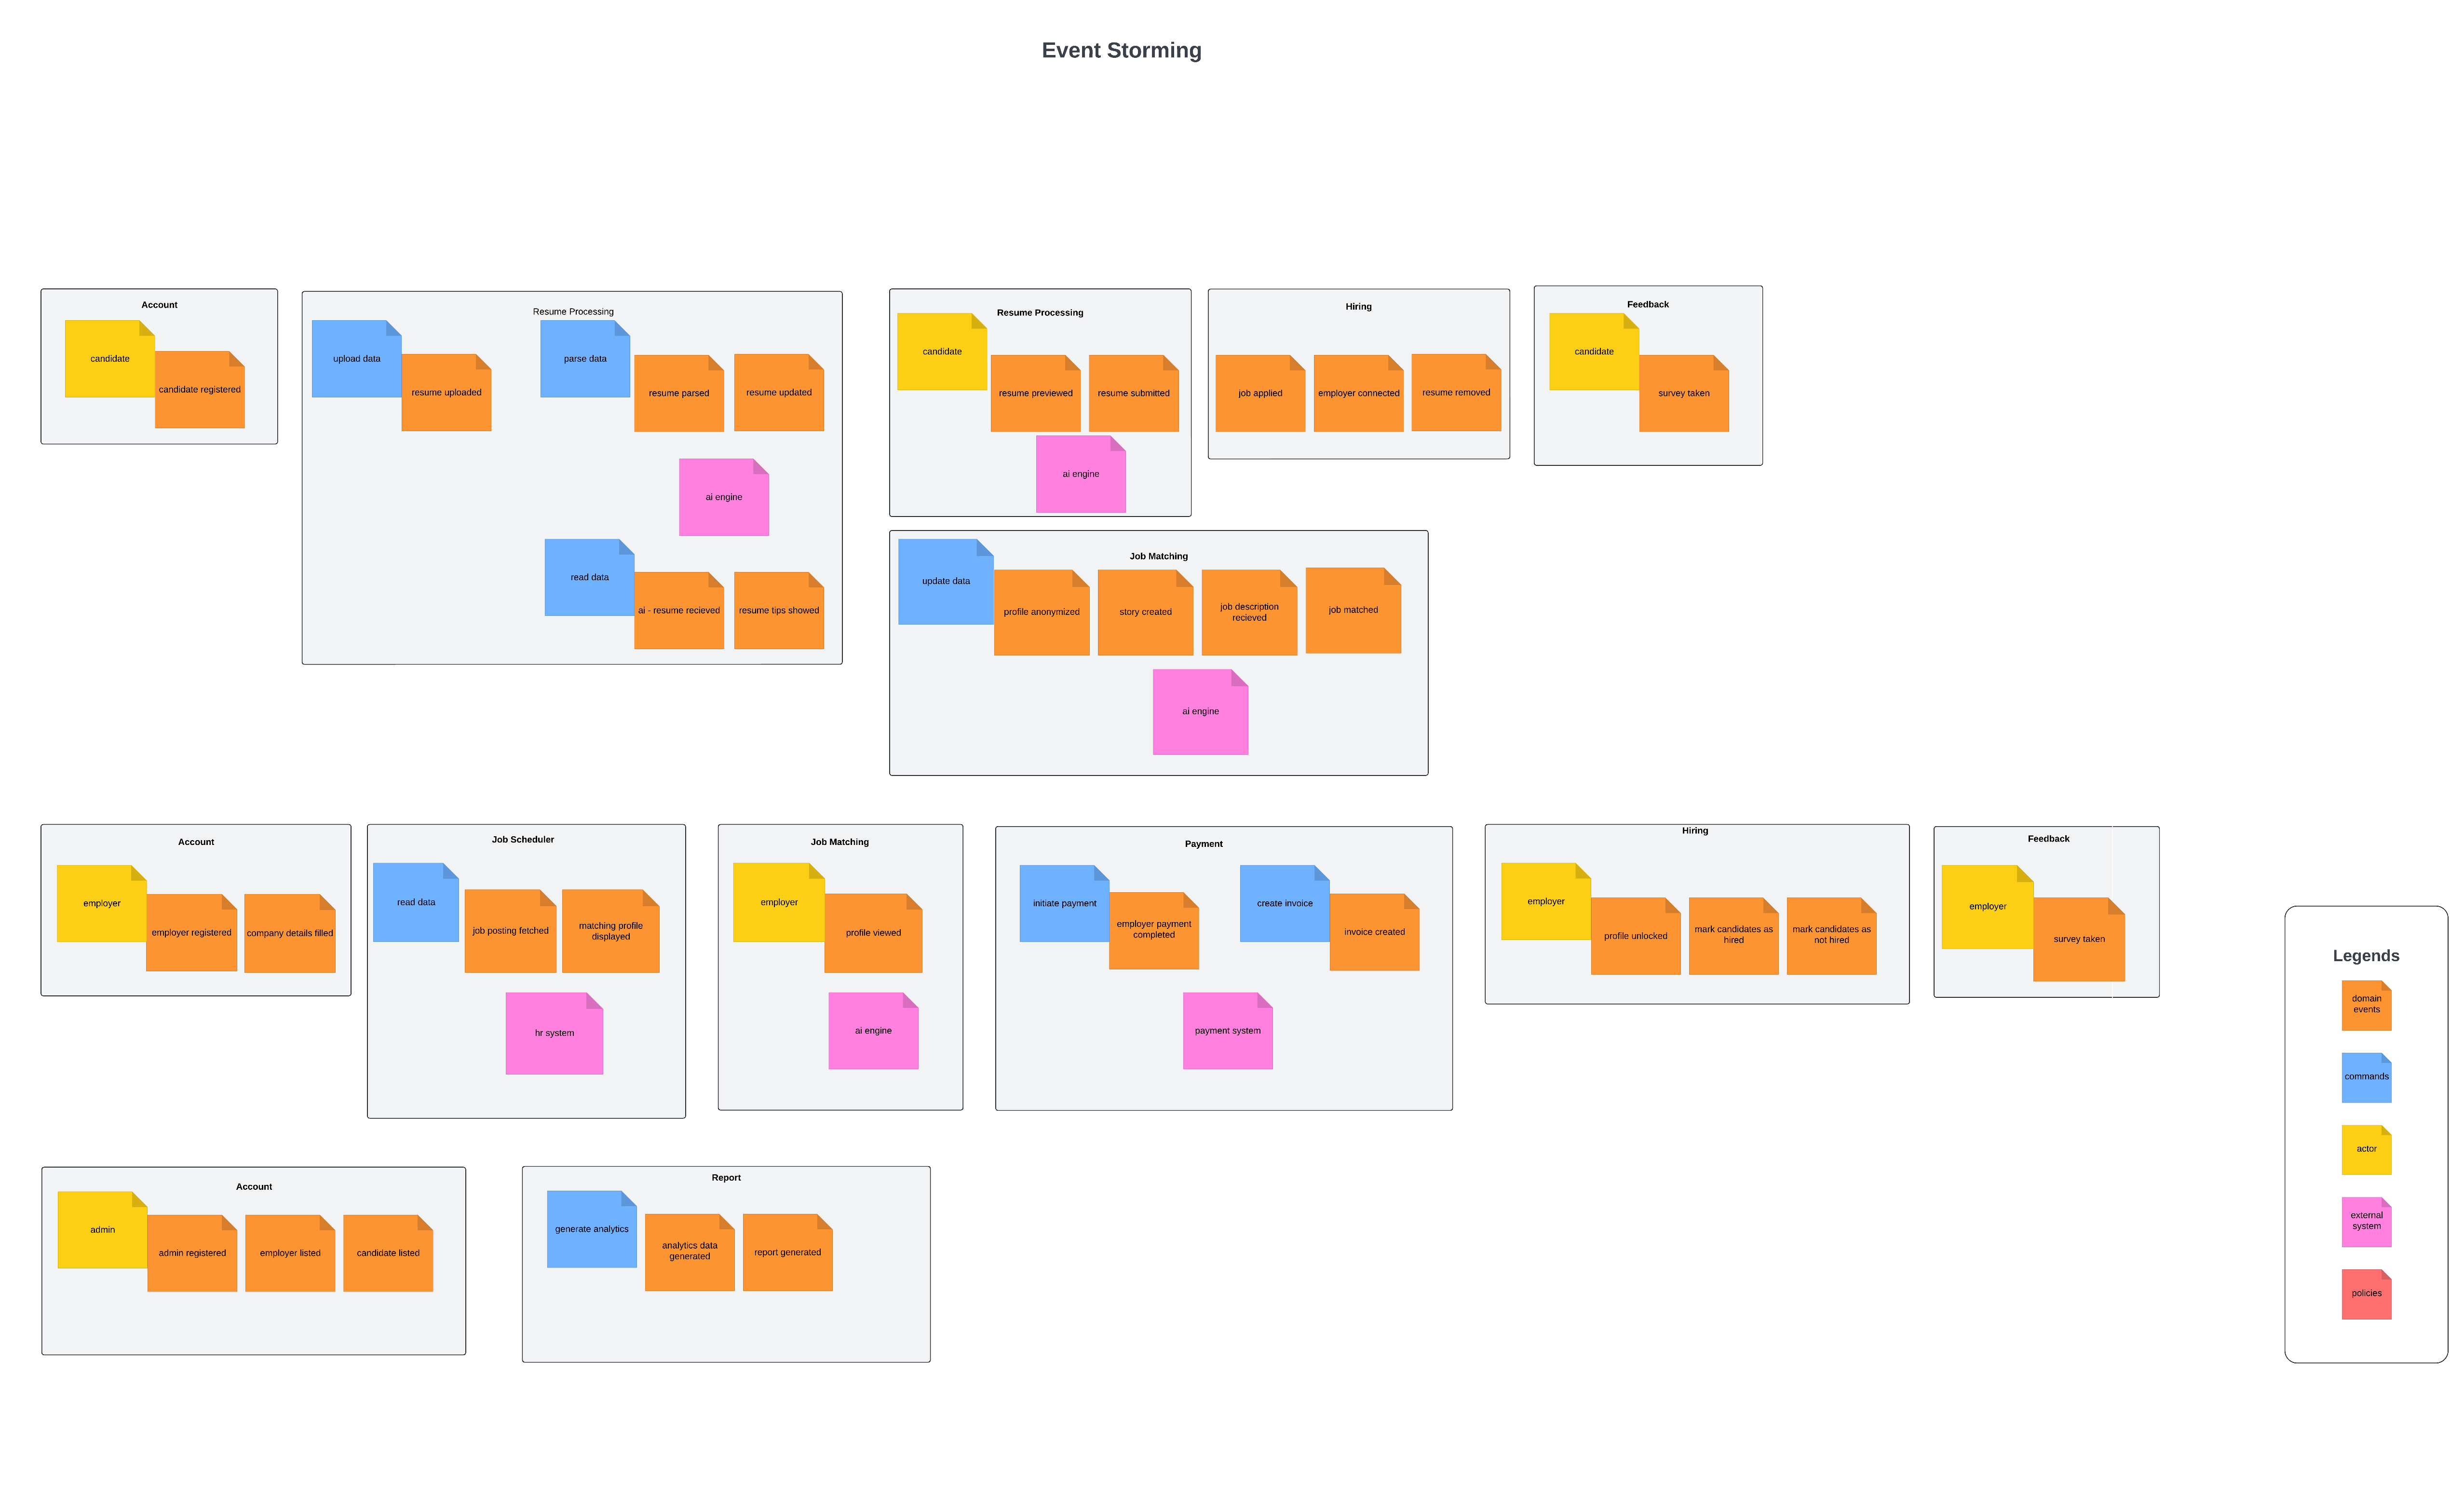 Event Storming
Account
candidate
candidate registered
Resume Processing
upload data
resume uploaded
parse data
resume parsed
resume updated
ai engine
read data
ai - resume recieved
resume tips showed
Resume Processing
candidate
resume previewed
resume submitted
ai engine
Hiring
job applied
employer connected
resume removed
Feedback
candidate
survey taken
Job Matching
update data
profile anonymized
story created
job description
recieved
job matched
ai engine
Account
employer
employer registered
company details filled
Job Scheduler
read data
job posting fetched
matching profile
displayed
hr system
Job Matching
employer
profile viewed
ai engine
Payment
initiate payment
employer payment
completed
create invoice
invoice created
payment system
Hiring
employer
profile unlocked
mark candidates as
hired
mark candidates as
not hired
Feedback
employer
survey taken
Account
admin
admin registered
employer listed
candidate listed
Report
generate analytics
analytics data
generated
report generated
Legends
domain
events
commands
actor
external
system
policies